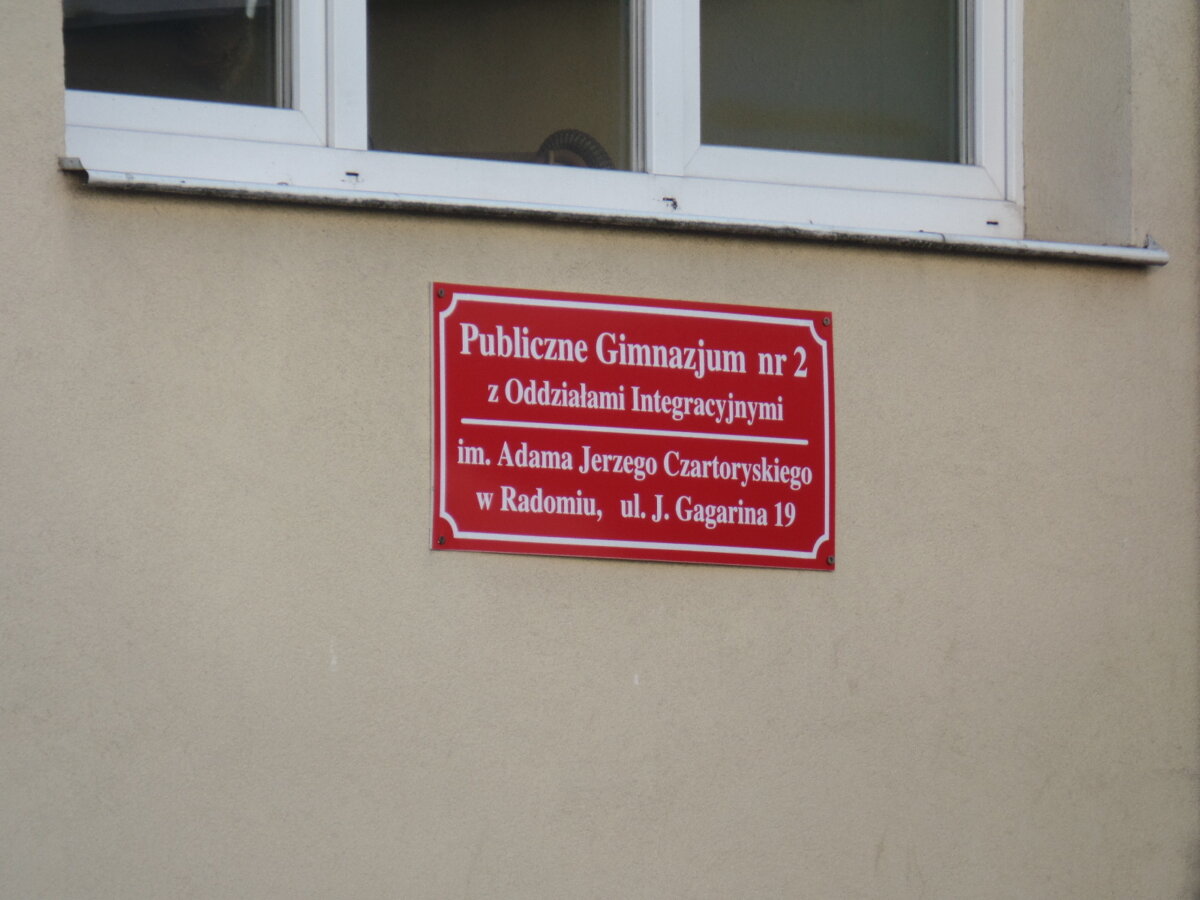 Publiczne Gimnazjum nr 2
z Oddziałami Integracyjnymi
im. Adama Jerzego Czartoryskiego
w Radomiu, ul. J. Gagarina 19